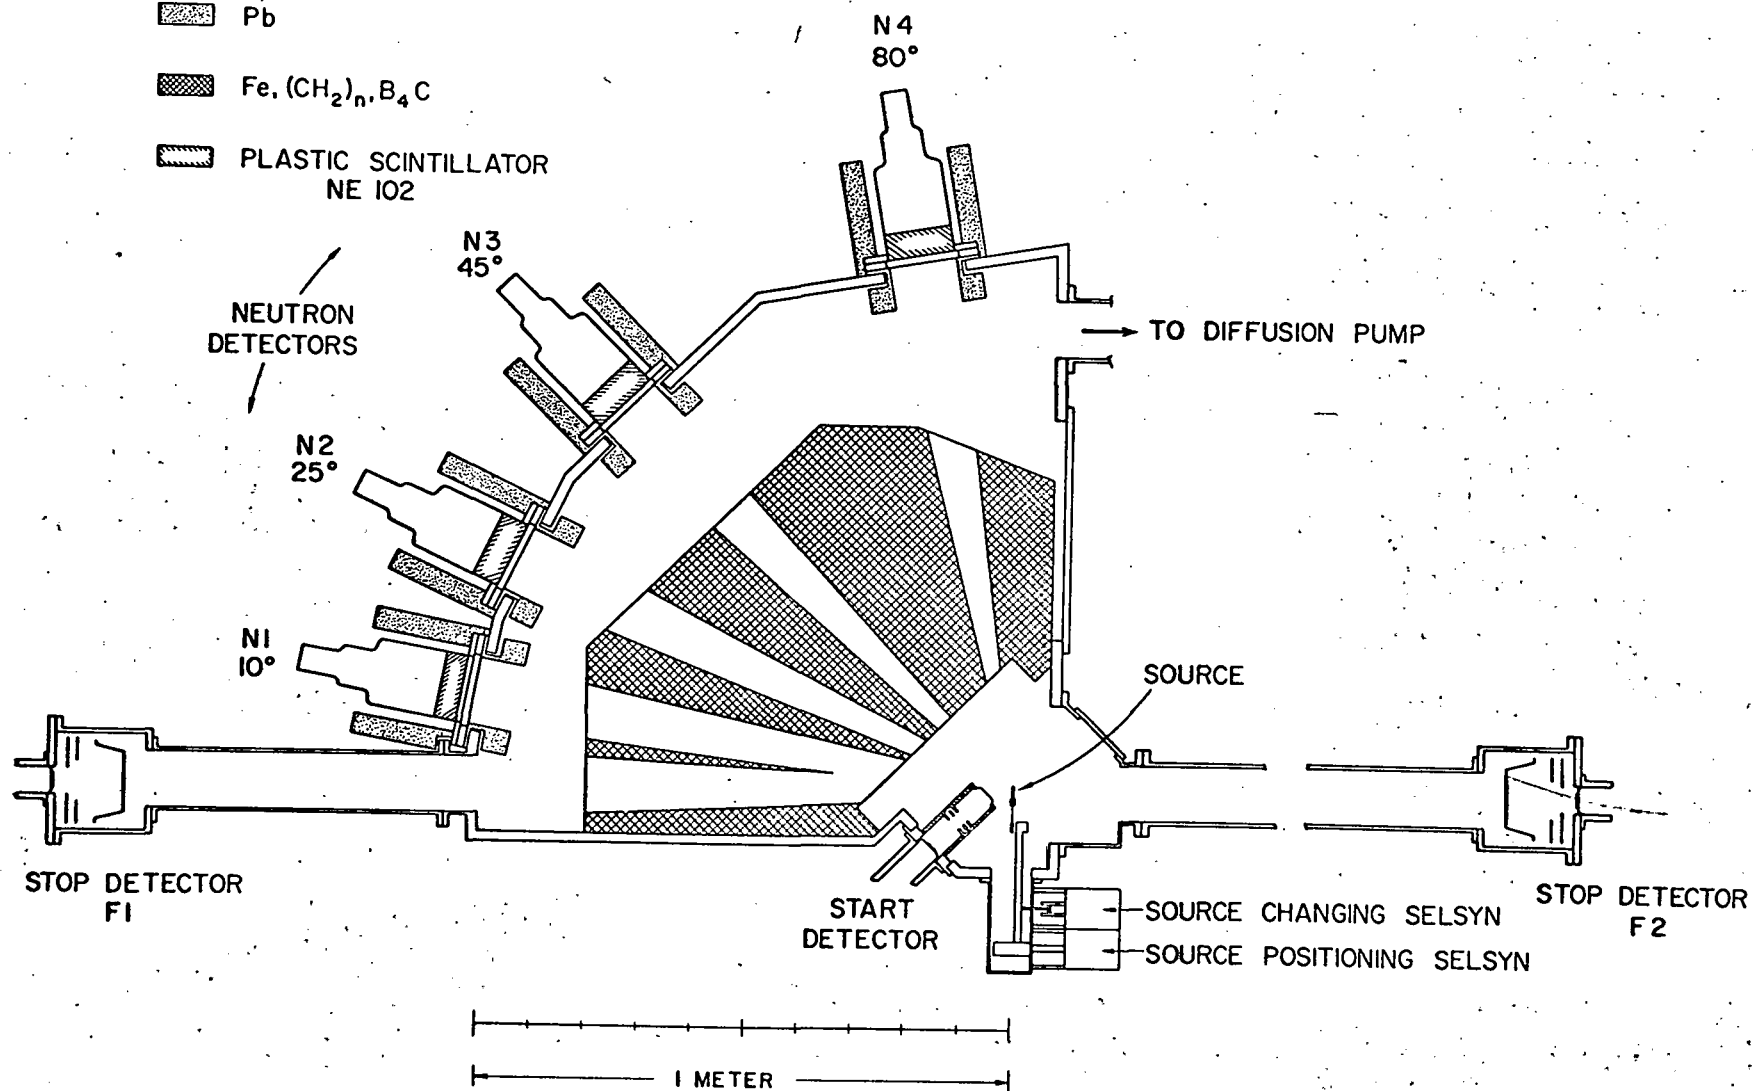 Pb
Fe, (CH2)n, B4C
PLASTIC SCINTILLATOR
NE 102
N4
80°
N3
45°
NEUTRON
DETECTORS
TO DIFFUSION PUMP
N2
25°
N1
10°
SOURCE
STOP DETECTOR
F1
START
DETECTOR
SOURCE CHANGING SELSYN
SOURCE POSITIONING SELSYN
STOP DETECTOR
F2
1 METER